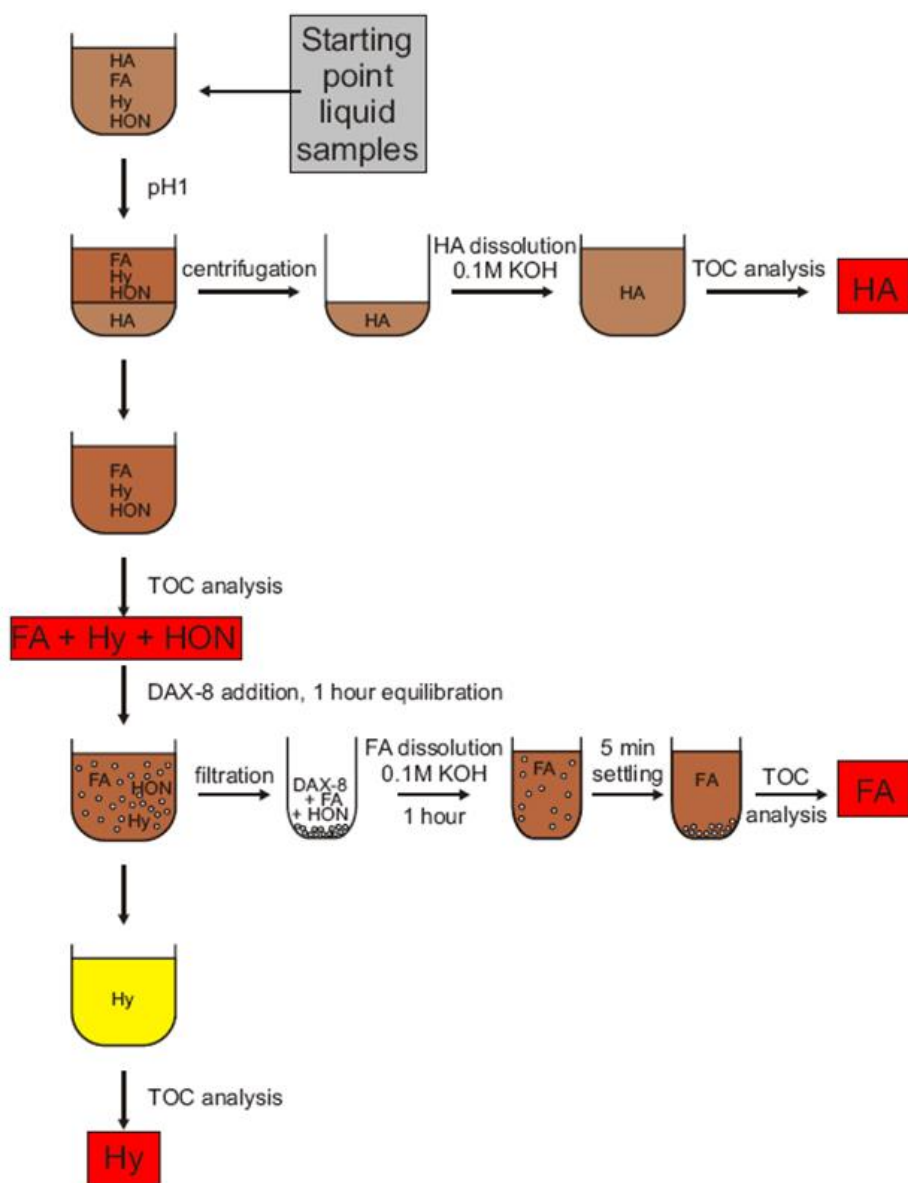 Starting
point
liquid
samples
HA
FA
Hy
HON
pH1
FA
Hy
HON
HA
centrifugation
HA
HA dissolution
0.1M KOH
HA
TOC analysis
HA
FA
Hy
HON
TOC analysis
FA + Hy + HON
DAX-8 addition, 1 hour equilibration
FA
HON
Hy
filtration
DAX-8
+ FA
+ HON
FA dissolution
0.1M KOH
1 hour
FA
5 min
settling
FA
TOC
analysis
FA
Hy
TOC analysis
Hy